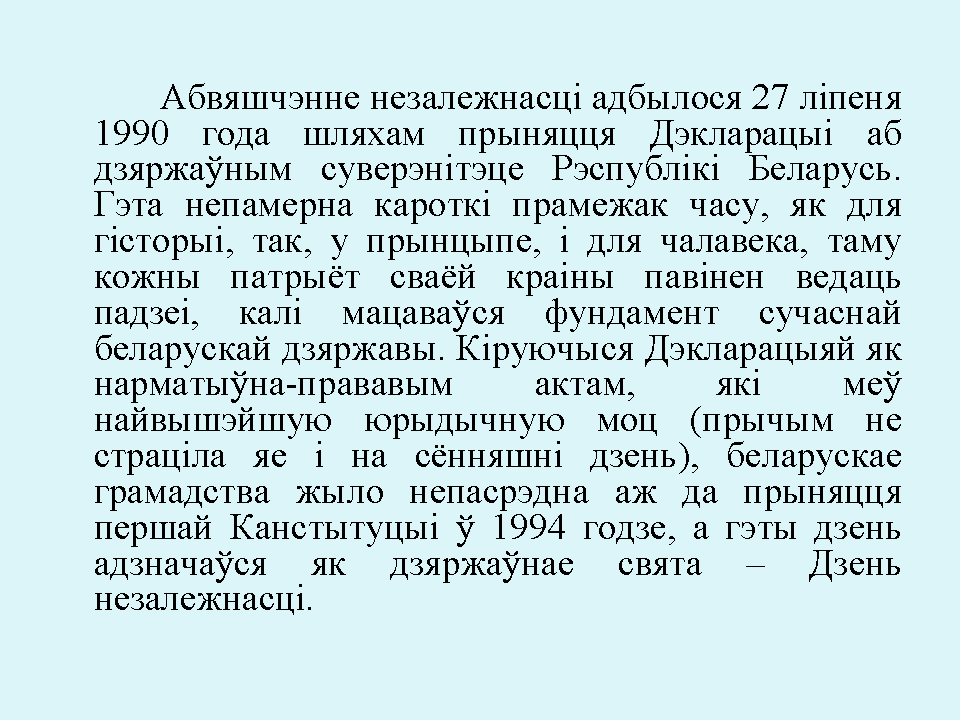 Абвяшчэнне незалежнасці адбылося 27 ліпеня
1990 года шляхам прыняцця Дэкларацыі аб
дзяржаўным суверэнітэце Рэспублікі Беларусь.
Гэта непамерна кароткі прамежак часу, як для
гісторыі, так, у прынцыпе, і для чалавека, таму
кожны патрыёт сваёй краіны павінен ведаць
падзеі, калі мацаваўся фундамент сучаснай
беларускай дзяржавы. Кіруючыся Дэкларацыяй як
нарматыўна-прававым актам, які меў
найвышэйшую юрыдычную моц (прычым не
страціла яе і на сённяшні дзень), беларускае
грамадства жыло непасрэдна аж да прыняцця
першай Канстытуцыі ў 1994 годзе, а гэты дзень
адзначаўся як дзяржаўнае свята – Дзень
незалежнасці.